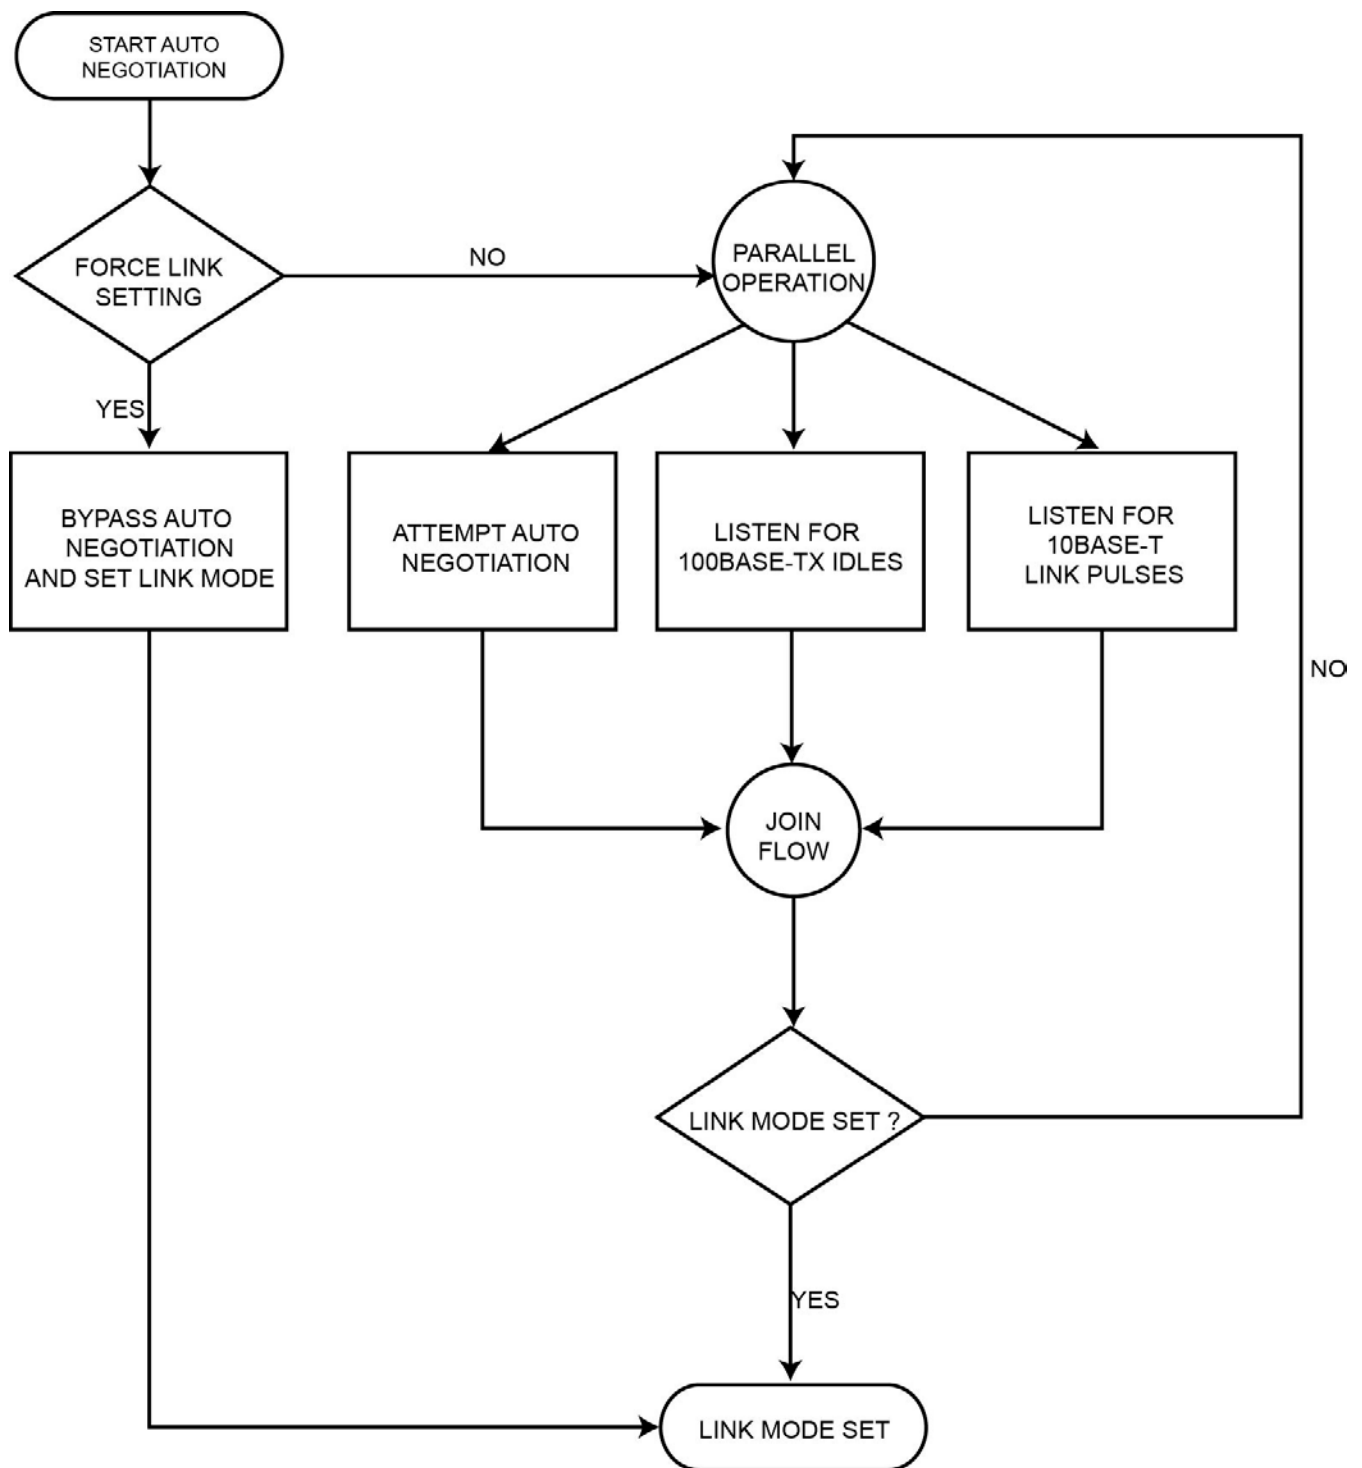 START AUTO
NEGOTIATION
FORCE LINK
SETTING
NO
PARALLEL
OPERATION
YES
BYPASS AUTO
NEGOTIATION
AND SET LINK MODE
ATTEMPT AUTO
NEGOTIATION
LISTEN FOR
100BASE-TX IDLES
LISTEN FOR
10BASE-T
LINK PULSES
NO
JOIN
FLOW
LINK MODE SET ?
YES
LINK MODE SET